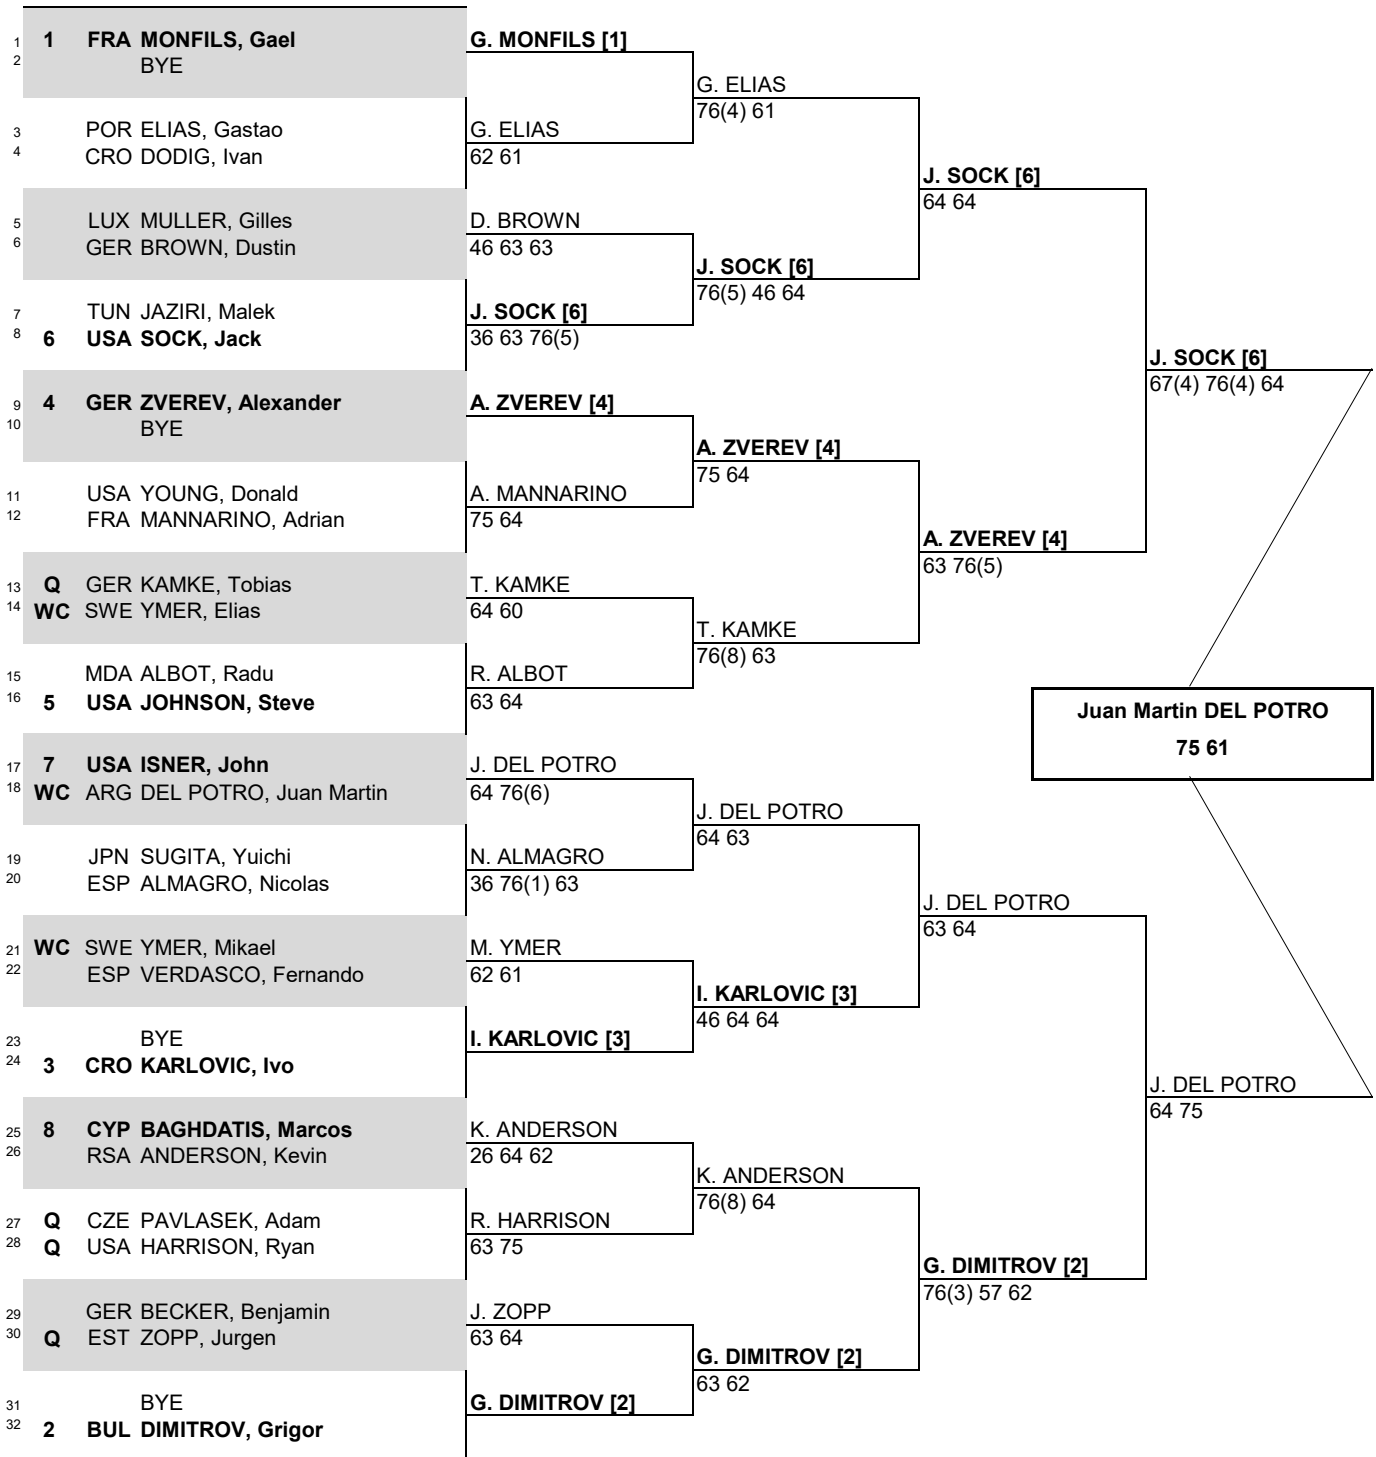 1 1 FRA MONFILS, Gael
2 BYE
3 POR ELIAS, Gastao
4 CRO DODIG, Ivan
5 LUX MULLER, Gilles
6 GER BROWN, Dustin
7 TUN JAZIRI, Malek
8 6 USA SOCK, Jack
9 4 GER ZVEREV, Alexander
10 BYE
11 USA YOUNG, Donald
12 FRA MANNARINO, Adrian
13 Q GER KAMKE, Tobias
14 WC SWE YMER, Elias
15 MDA ALBOT, Radu
16 5 USA JOHNSON, Steve
17 7 USA ISNER, John
18 WC ARG DEL POTRO, Juan Martin
19 JPN SUGITA, Yuichi
20 ESP ALMAGRO, Nicolas
21 WC SWE YMER, Mikael
22 ESP VERDASCO, Fernando
23 BYE
24 3 CRO KARLOVIC, Ivo
25 8 CYP BAGHDATIS, Marcos
26 RSA ANDERSON, Kevin
27 Q CZE PAVLASEK, Adam
28 Q USA HARRISON, Ryan
29 GER BECKER, Benjamin
30 Q EST ZOPP, Jurgen
31 BYE
32 2 BUL DIMITROV, Grigor
G. MONFILS [1]
G. ELIAS
62 61
D. BROWN
46 63 63
J. SOCK [6]
36 63 76(5)
A. ZVEREV [4]
A. MANNARINO
75 64
T. KAMKE
64 60
R. ALBOT
63 64
J. DEL POTRO
64 76(6)
N. ALMAGRO
36 76(1) 63
M. YMER
62 61
I. KARLOVIC [3]
K. ANDERSON
26 64 62
R. HARRISON
63 75
J. ZOPP
63 64
G. DIMITROV [2]
G. ELIAS
76(4) 61
J. SOCK [6]
76(5) 46 64
A. ZVEREV [4]
75 64
T. KAMKE
76(8) 63
J. DEL POTRO
64 63
I. KARLOVIC [3]
46 64 64
K. ANDERSON
76(8) 64
G. DIMITROV [2]
63 62
J. SOCK [6]
64 64
A. ZVEREV [4]
63 76(5)
J. DEL POTRO
63 64
G. DIMITROV [2]
76(3) 57 62
J. SOCK [6]
67(4) 76(4) 64
J. DEL POTRO
64 75
Juan Martin DEL POTRO
75 61